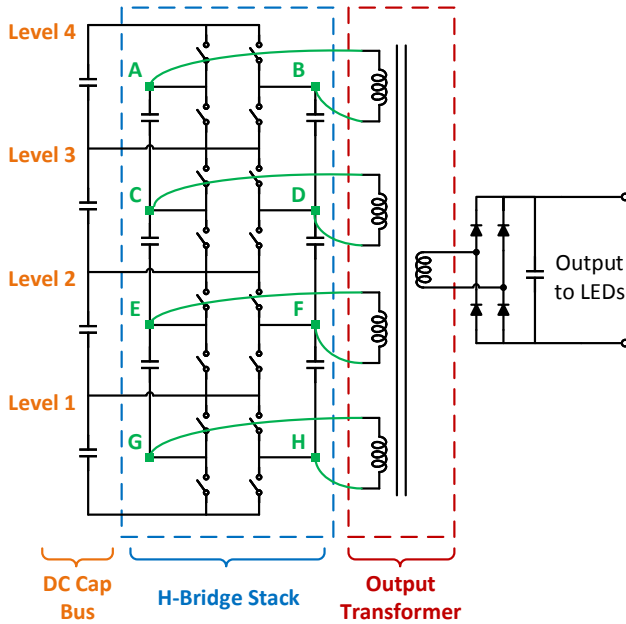 Level 4
A
B
Level 3
C
D
Level 2
E
F
Output
to LEDs
Level 1
G
H
DC Cap
Bus
H-Bridge Stack
Output
Transformer